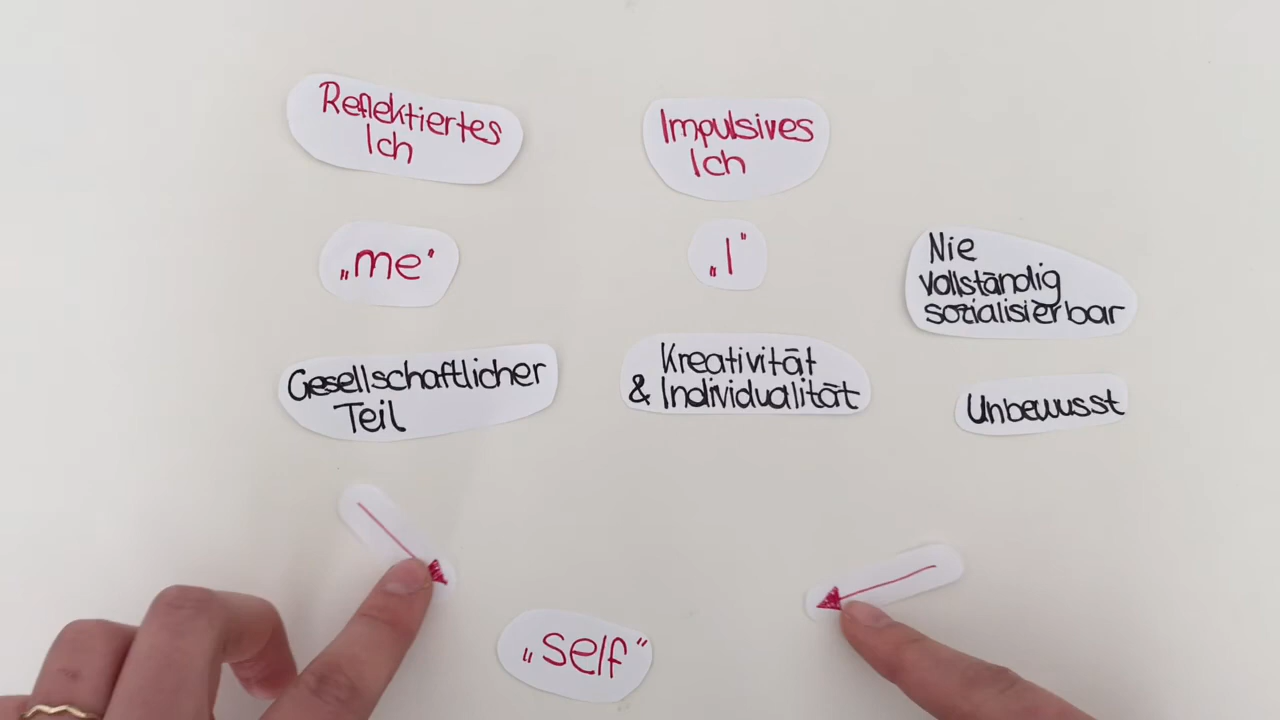 Reflektiertes
Ich
Impulsives
Ich
„me“
„I“
Nie
vollständig
sozialisierbar
Gesellschaftlicher
Teil
Kreativität
& Individualität
Unbewusst
„self“